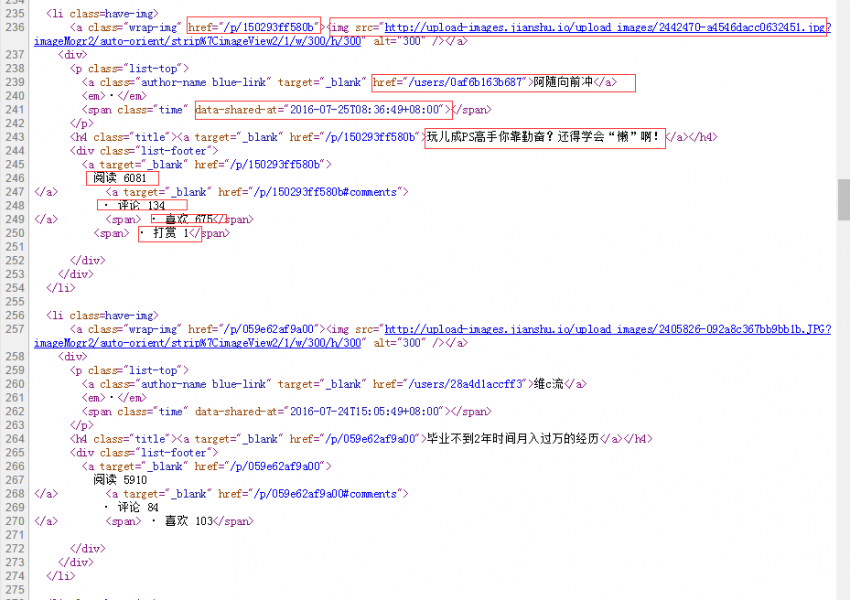 235
236 <li class=have-img>
<a class="wrap-img" href="/p/150293ff580b"><img src="http://upload-images.jianshu.io/upload_images/2442470-a4546dacc0632451.jpg?
imageMogr2/auto-orient/strip%7CimageView2/1/w/300/h/300" alt="300" /></a>
237 <div>
238 <p class="list-top">
239 <a class="author-name blue-link" target="_blank" href="/users/0af6b163b687">阿随向前冲</a>
240 <em>·</em>
241 <span class="time" data-shared-at="2016-07-25T08:36:49+08:00"></span>
242 </p>
243 <h4 class="title"><a target="_blank" href="/p/150293ff580b">玩儿成PS高手你靠勤奋？还得学会“懒”啊！</a></h4>
244 <div class="list-footer">
245 <a target="_blank" href="/p/150293ff580b">
246 阅读 6081
247 </a> <a target="_blank" href="/p/150293ff580b#comments">
248 · 评论 134
249 </a> <span> · 喜欢 675</span>
250 <span> · 打赏 1</span>
251
252 </div>
253 </div>
254 </li>
255
256 <li class=have-img>
257 <a class="wrap-img" href="/p/059e62af9a00"><img src="http://upload-images.jianshu.io/upload_images/2405826-092a8c367bb9bb1b.JPG?
imageMogr2/auto-orient/strip%7CimageView2/1/w/300/h/300" alt="300" /></a>
258 <div>
259 <p class="list-top">
260 <a class="author-name blue-link" target="_blank" href="/users/28a4d1accff3">维c流</a>
261 <em>·</em>
262 <span class="time" data-shared-at="2016-07-24T15:05:49+08:00"></span>
263 </p>
264 <h4 class="title"><a target="_blank" href="/p/059e62af9a00">毕业不到2年时间月入过万的经历</a></h4>
265 <div class="list-footer">
266 <a target="_blank" href="/p/059e62af9a00">
267 阅读 5910
268 </a> <a target="_blank" href="/p/059e62af9a00#comments">
269 · 评论 84
270 </a> <span> · 喜欢 103</span>
271
272 </div>
273 </div>
274 </li>
275